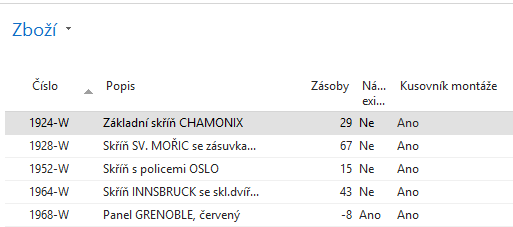 Zboží
Číslo Popis Zásoby Ná... exi... Kusovník montáže
1924-W Základní skříň CHAMONIX 29 Ne Ano
1928-W Skříň SV. MOŘIC se zásuvka... 67 Ne Ano
1952-W Skříň s policemi OSLO 15 Ne Ano
1964-W Skříň INNSBRUCK se skl.dvíř... 43 Ne Ano
1968-W Panel GRENOBLE, červený -8 Ano Ano